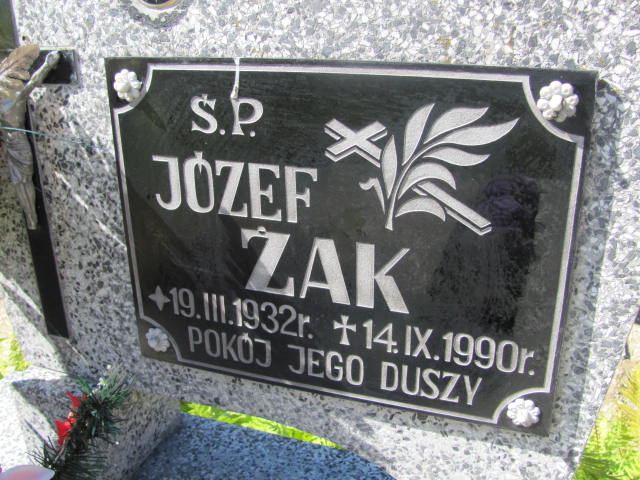 Ś.P.
JÓZEF
ŻAK
19.III.1932r. 14.IX.1990r.
POKÓJ JEGO DUSZY